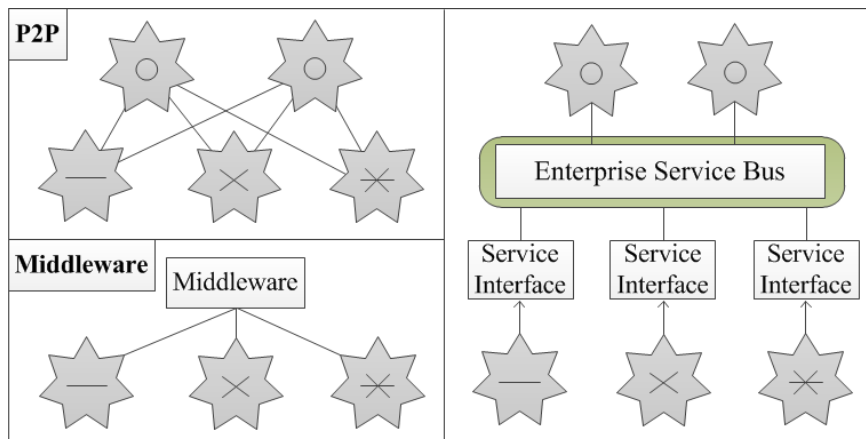 P2P
Middleware
Middleware
Enterprise Service Bus
Service
Interface
Service
Interface
Service
Interface